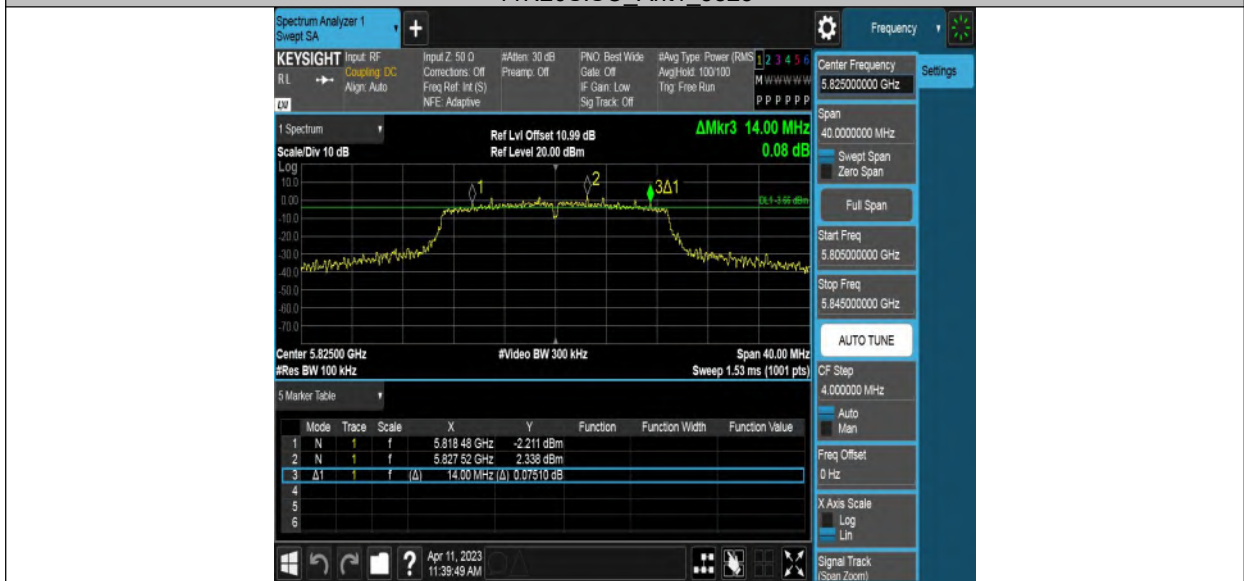 Spectrum Analyzer 1
Swept SA
+
Frequency
KEYSIGHT
R L
LXI
Input: RF
Coupling: DC
Align: Auto
Input Z: 50 Ω
Corrections: Off
Freq Ref: Int (S)
NFE: Adaptive
#Atten: 30 dB
Preamp: Off
PNO: Best Wide
Gate: Off
IF Gain: Low
Sig Track: Off
#Avg Type: Power (RMS
Avg|Hold: 100/100
Trig: Free Run
1 2 3 4 5 6
M W W W W W
P P P P P P
Center Frequency
5.825000000 GHz
Settings
Span
40.0000000 MHz
Swept Span
Zero Span
Full Span
Start Freq
5.805000000 GHz
Stop Freq
5.845000000 GHz
AUTO TUNE
CF Step
4.000000 MHz
Auto
Man
Freq Offset
0 Hz
X Axis Scale
Log
Lin
Signal Track
(Span Zoom)
1 Spectrum
Scale/Div 10 dB
Ref Lvl Offset 10.99 dB
Ref Level 20.00 dBm
ΔMkr3 14.00 MHz
0.08 dB
Log
10.0
0.00
-10.0
-20.0
-30.0
-40.0
-50.0
-60.0
-70.0
1
2
3Δ1
DL1 -3.66 dBm
Center 5.82500 GHz
#Video BW 300 kHz
Span 40.00 MHz
#Res BW 100 kHz
Sweep 1.53 ms (1001 pts)
5 Marker Table
Mode Trace Scale X Y Function Function Width Function Value
1 N 1 f 5.818 48 GHz -2.211 dBm
2 N 1 f 5.827 52 GHz 2.338 dBm
3 Δ1 1 f (Δ) 14.00 MHz (Δ) 0.07510 dB
4
5
6
?
Apr 11, 2023
11:39:49 AM